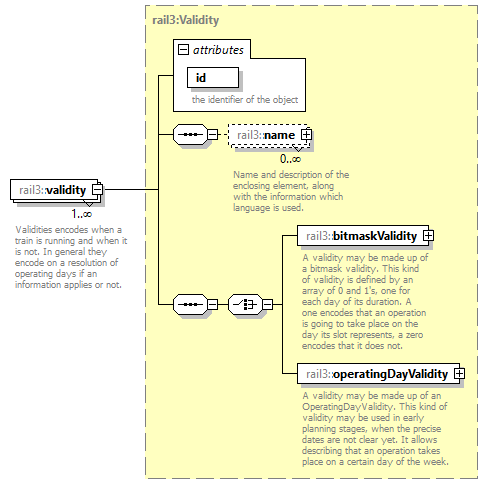 rail3:Validity
attributes
id
the identifier of the object
rail3::name
0..∞
Name and description of the
enclosing element, along
with the information which
language is used.
rail3::validity
1..∞
Validities encodes when a
train is running and when it
is not. In general they
encode on a resolution of
operating days if an
information applies or not.
rail3::bitmaskValidity
A validity may be made up of
a bitmask validity. This kind
of validity is defined by an
array of 0 and 1's, one for
each day of its duration. A
one encodes that an operation
is going to take place on the
day its slot represents, a zero
encodes that it does not.
rail3::operatingDayValidity
A validity may be made up of an
OperatingDayValidity. This kind of
validity may be used in early
planning stages, when the precise
dates are not clear yet. It allows
describing that an operation takes
place on a certain day of the week.